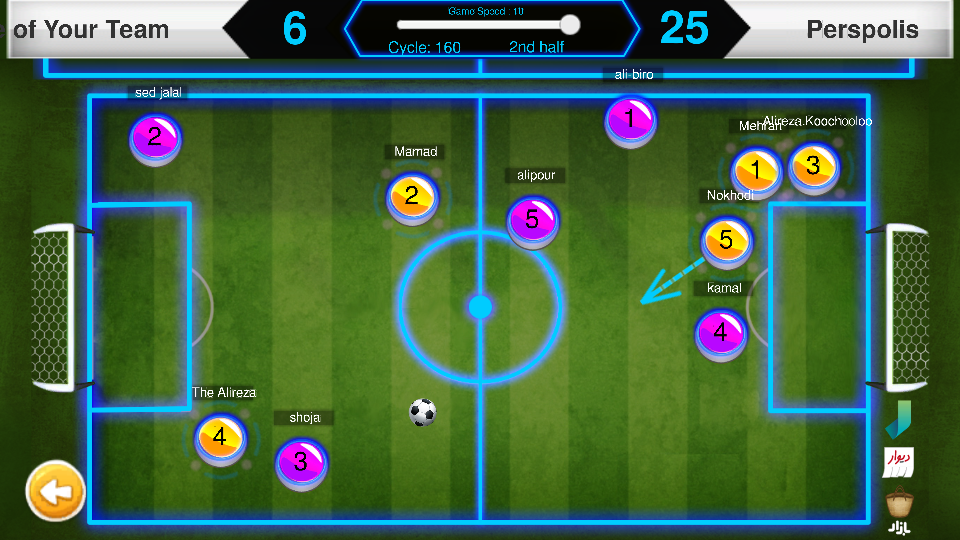 of Your Team
6
Game Speed : 10
Cycle: 160
2nd half
25
Perspolis
ali-biro
1
sed jalal
2
Mehran
1
Alireza.Koochooloo
3
Mamad
2
alipour
5
Nokhodi
5
kamal
4
The Alireza
4
shoja
3
دیوار
بازار